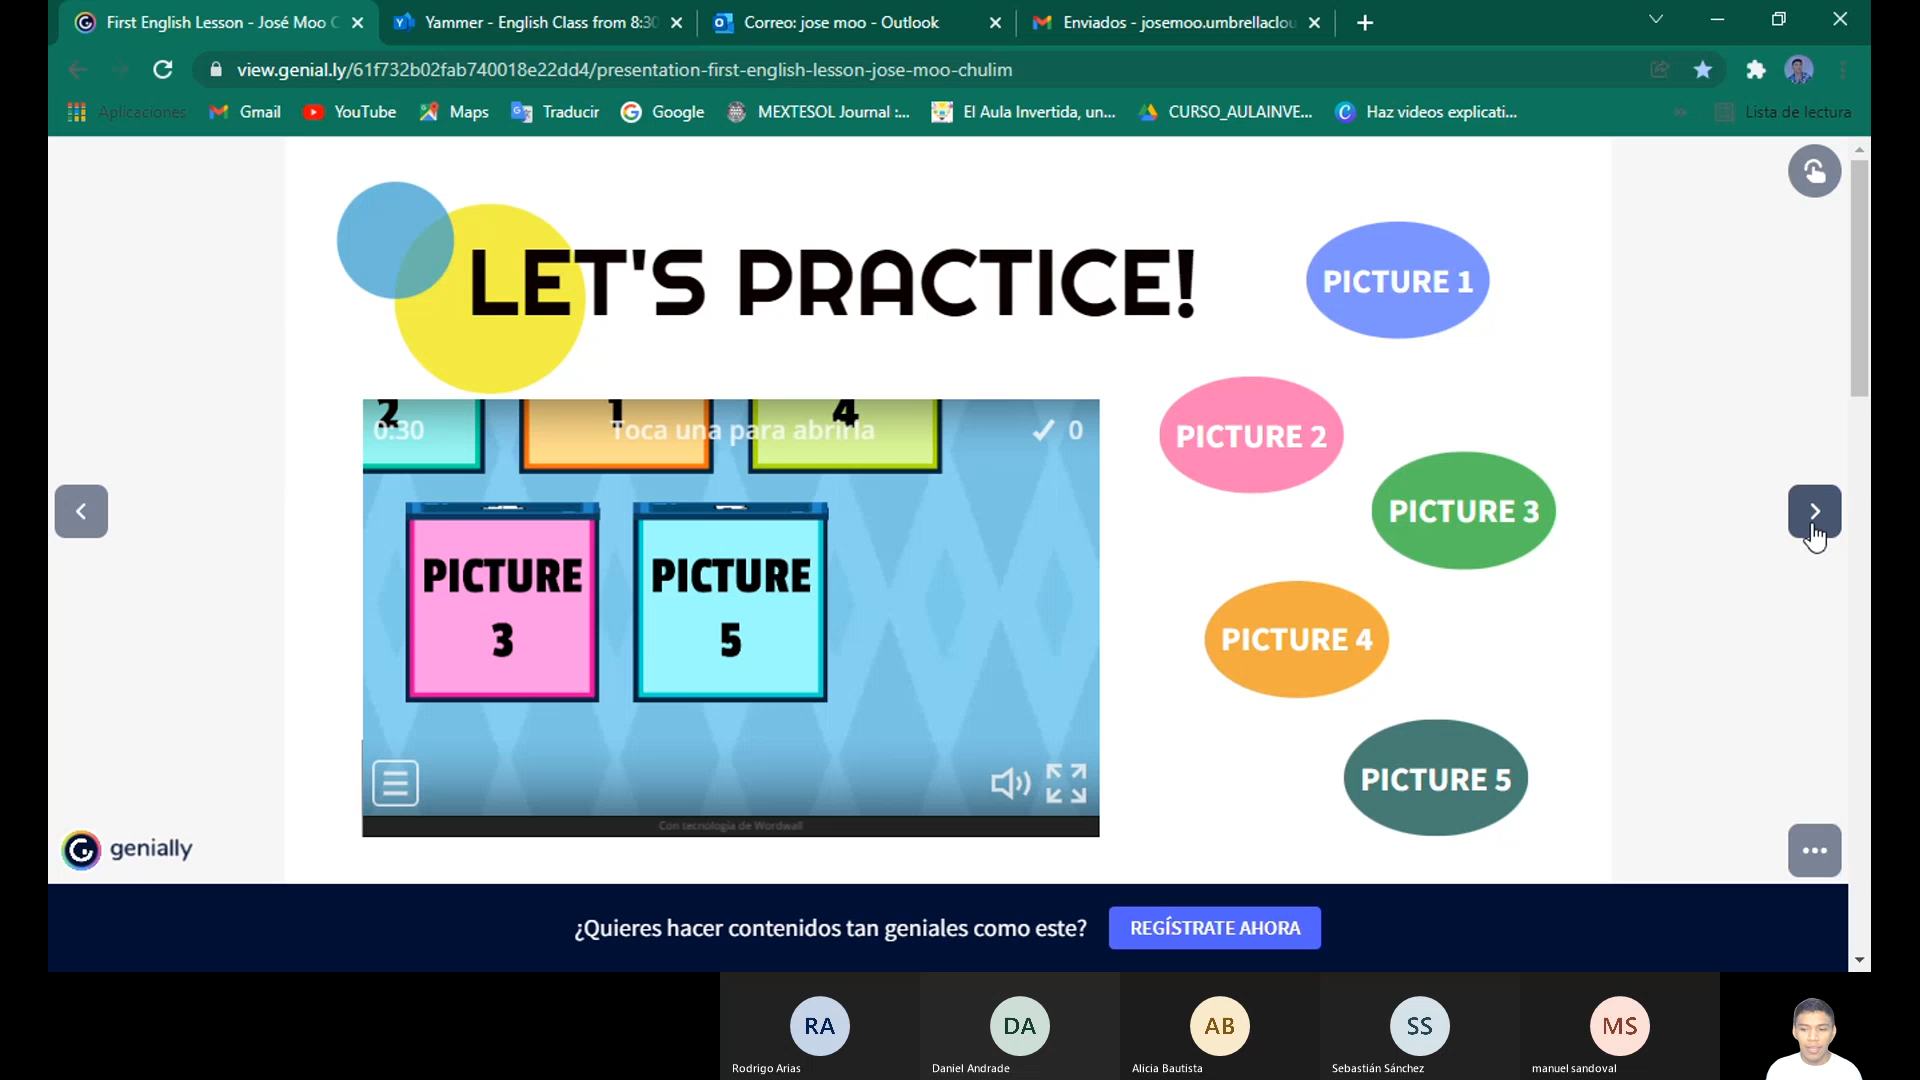 First English Lesson - José Moo C
Yammer - English Class from 8:30
Correo: jose moo - Outlook
Enviados - josemoo.umbrellaclou
view.genial.ly/61f732b02fab740018e22dd4/presentation-first-english-lesson-jose-moo-chulim
Aplicaciones
Gmail
YouTube
Maps
Traducir
Google
MEXTESOL Journal :...
El Aula Invertida, un...
CURSO_AULAINVE...
Haz videos explicati...
Lista de lectura
LET'S PRACTICE!
PICTURE 1
PICTURE 2
PICTURE 3
PICTURE 4
PICTURE 5
2
1
4
0:30
Toca una para abrirla
0
PICTURE
3
PICTURE
5
Con tecnología de Wordwall
genially
¿Quieres hacer contenidos tan geniales como este?
REGÍSTRATE AHORA
RA
DA
AB
SS
MS
Rodrigo Arias
Daniel Andrade
Alicia Bautista
Sebastián Sánchez
manuel sandoval